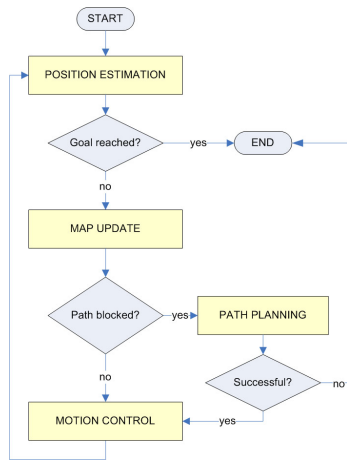 START
POSITION ESTIMATION
Goal reached?
yes
END
no
MAP UPDATE
Path blocked?
yes
PATH PLANNING
no
Successful?
no
yes
MOTION CONTROL